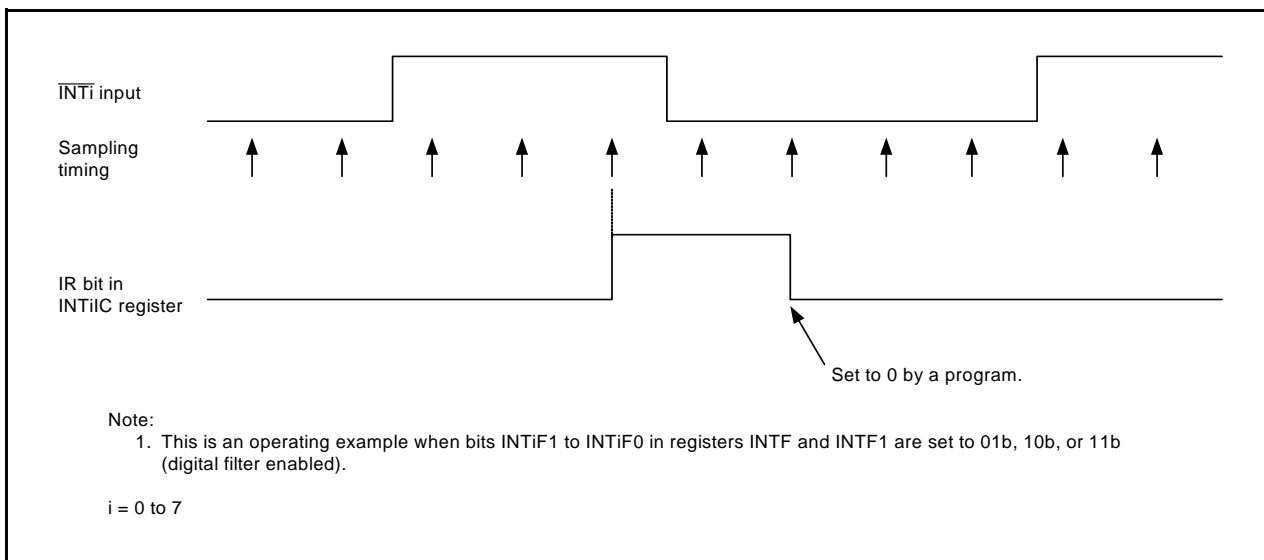 INTi input
Sampling
timing
IR bit in
INTiIC register
Set to 0 by a program.
Note:
1. This is an operating example when bits INTiF1 to INTiF0 in registers INTF and INTF1 are set to 01b, 10b, or 11b
(digital filter enabled).
i = 0 to 7